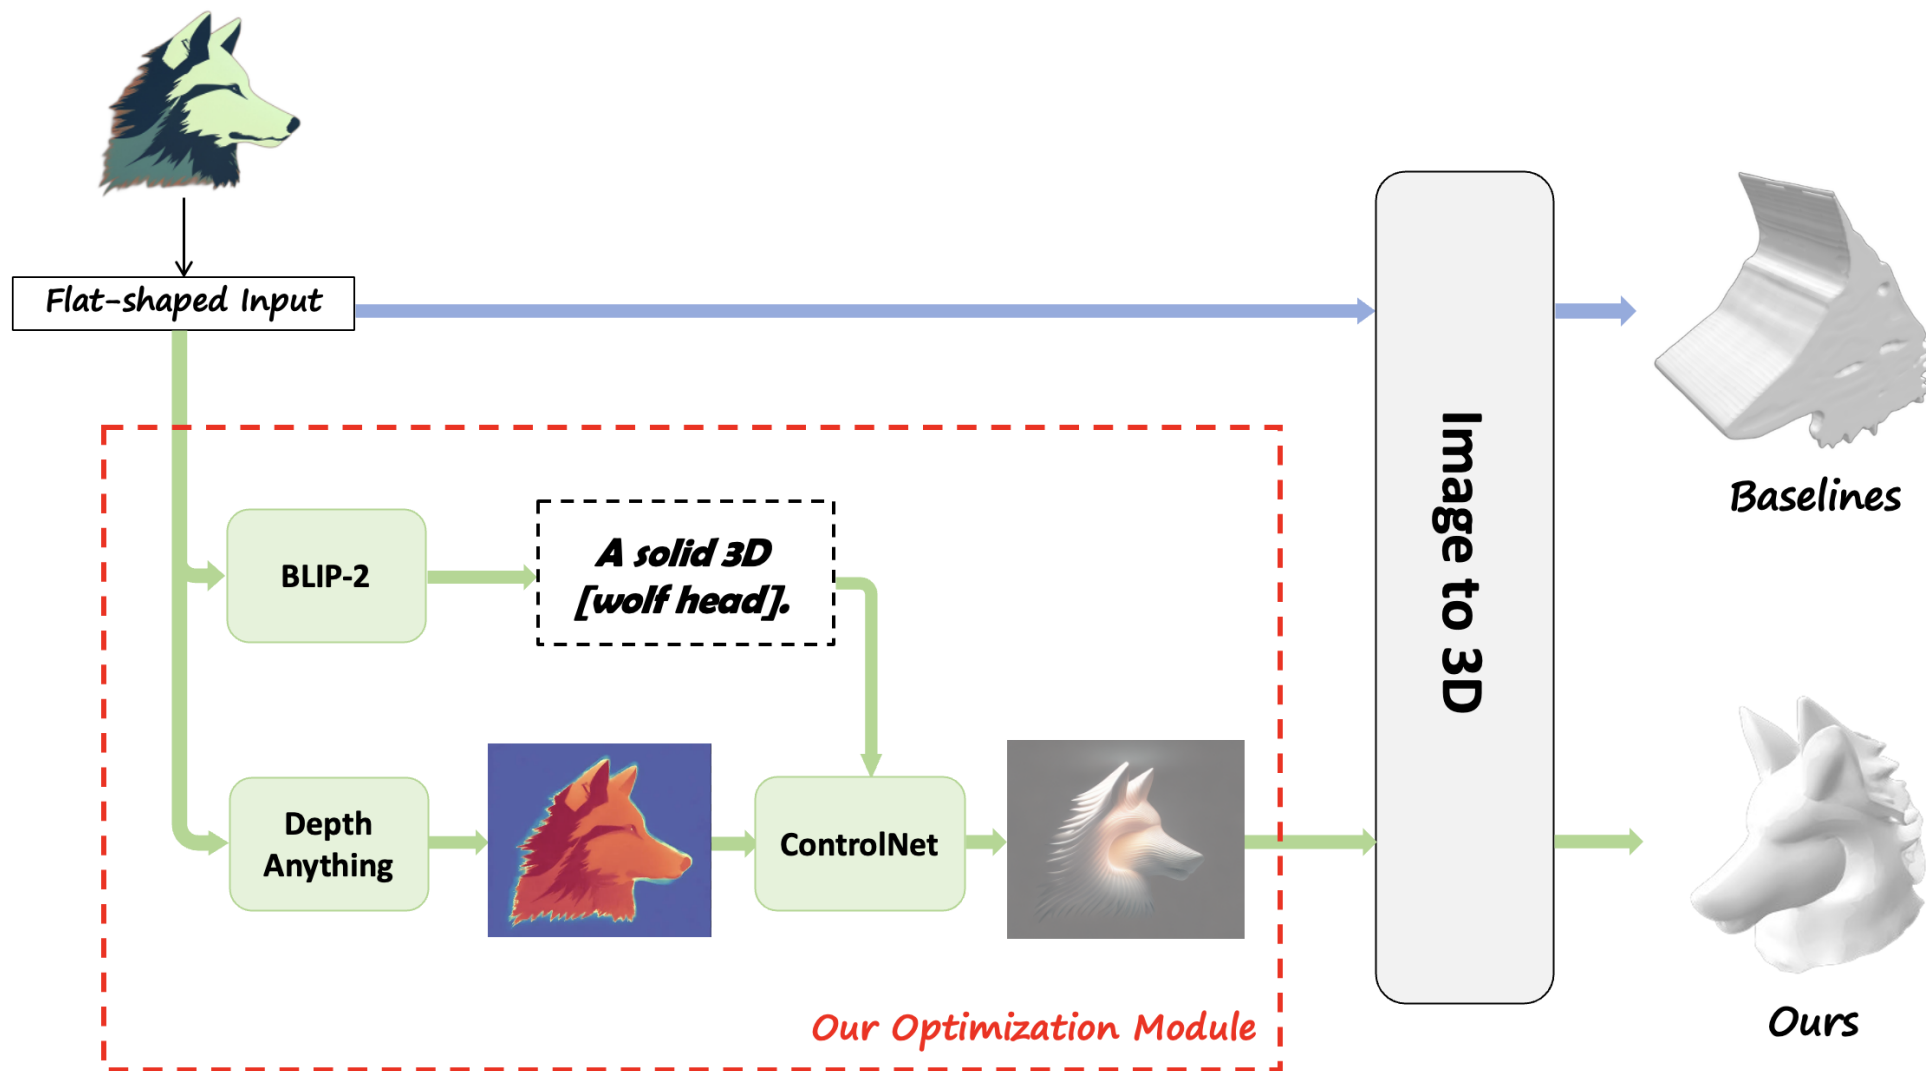 Flat-shaped Input
BLIP-2
A solid 3D
[wolf head].
Depth
Anything
ControlNet
Our Optimization Module
Image to 3D
Baselines
Ours